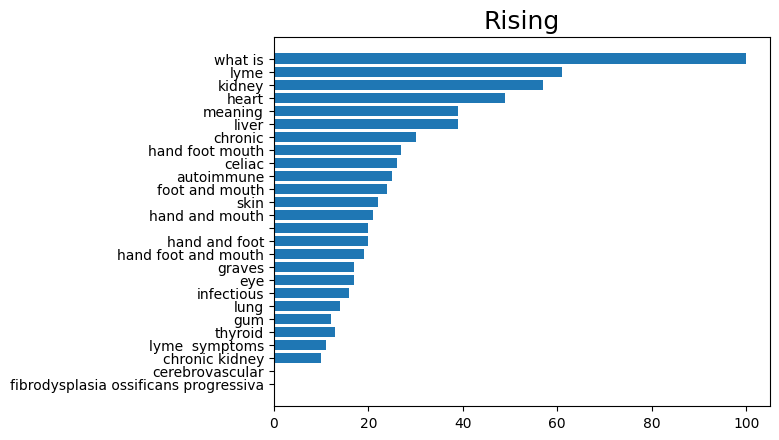 Rising
what is
lyme
kidney
heart
meaning
liver
chronic
hand foot mouth
celiac
autoimmune
foot and mouth
skin
hand and mouth
hand and foot
hand foot and mouth
graves
eye
infectious
lung
gum
thyroid
lyme  symptoms
chronic kidney
cerebrovascular
fibrodysplasia ossificans progressiva
0 20 40 60 80 100